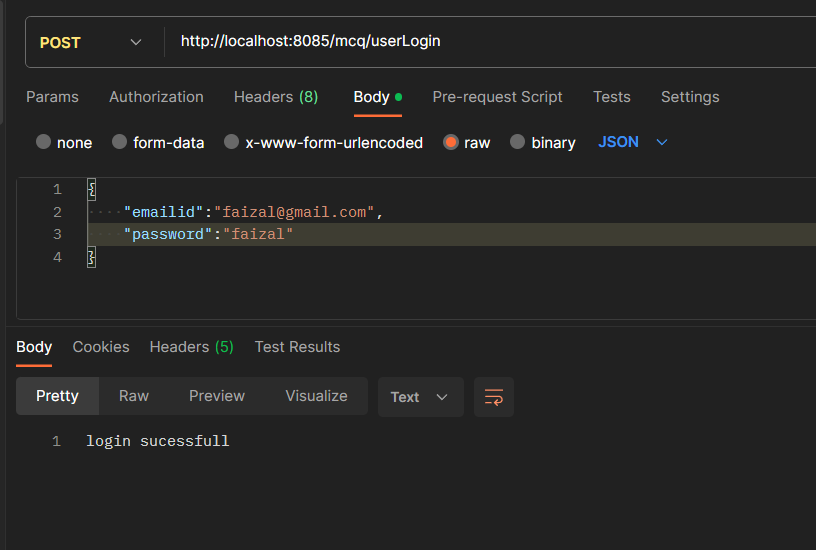 POST http://localhost:8085/mcq/userLogin
Params Authorization Headers (8) Body Pre-request Script Tests Settings
none form-data x-www-form-urlencoded raw binary JSON
1 {
2 "emailid":"faizal@gmail.com",
3 "password":"faizal"
4 }
Body Cookies Headers (5) Test Results
Pretty Raw Preview Visualize Text
1 login sucessfull